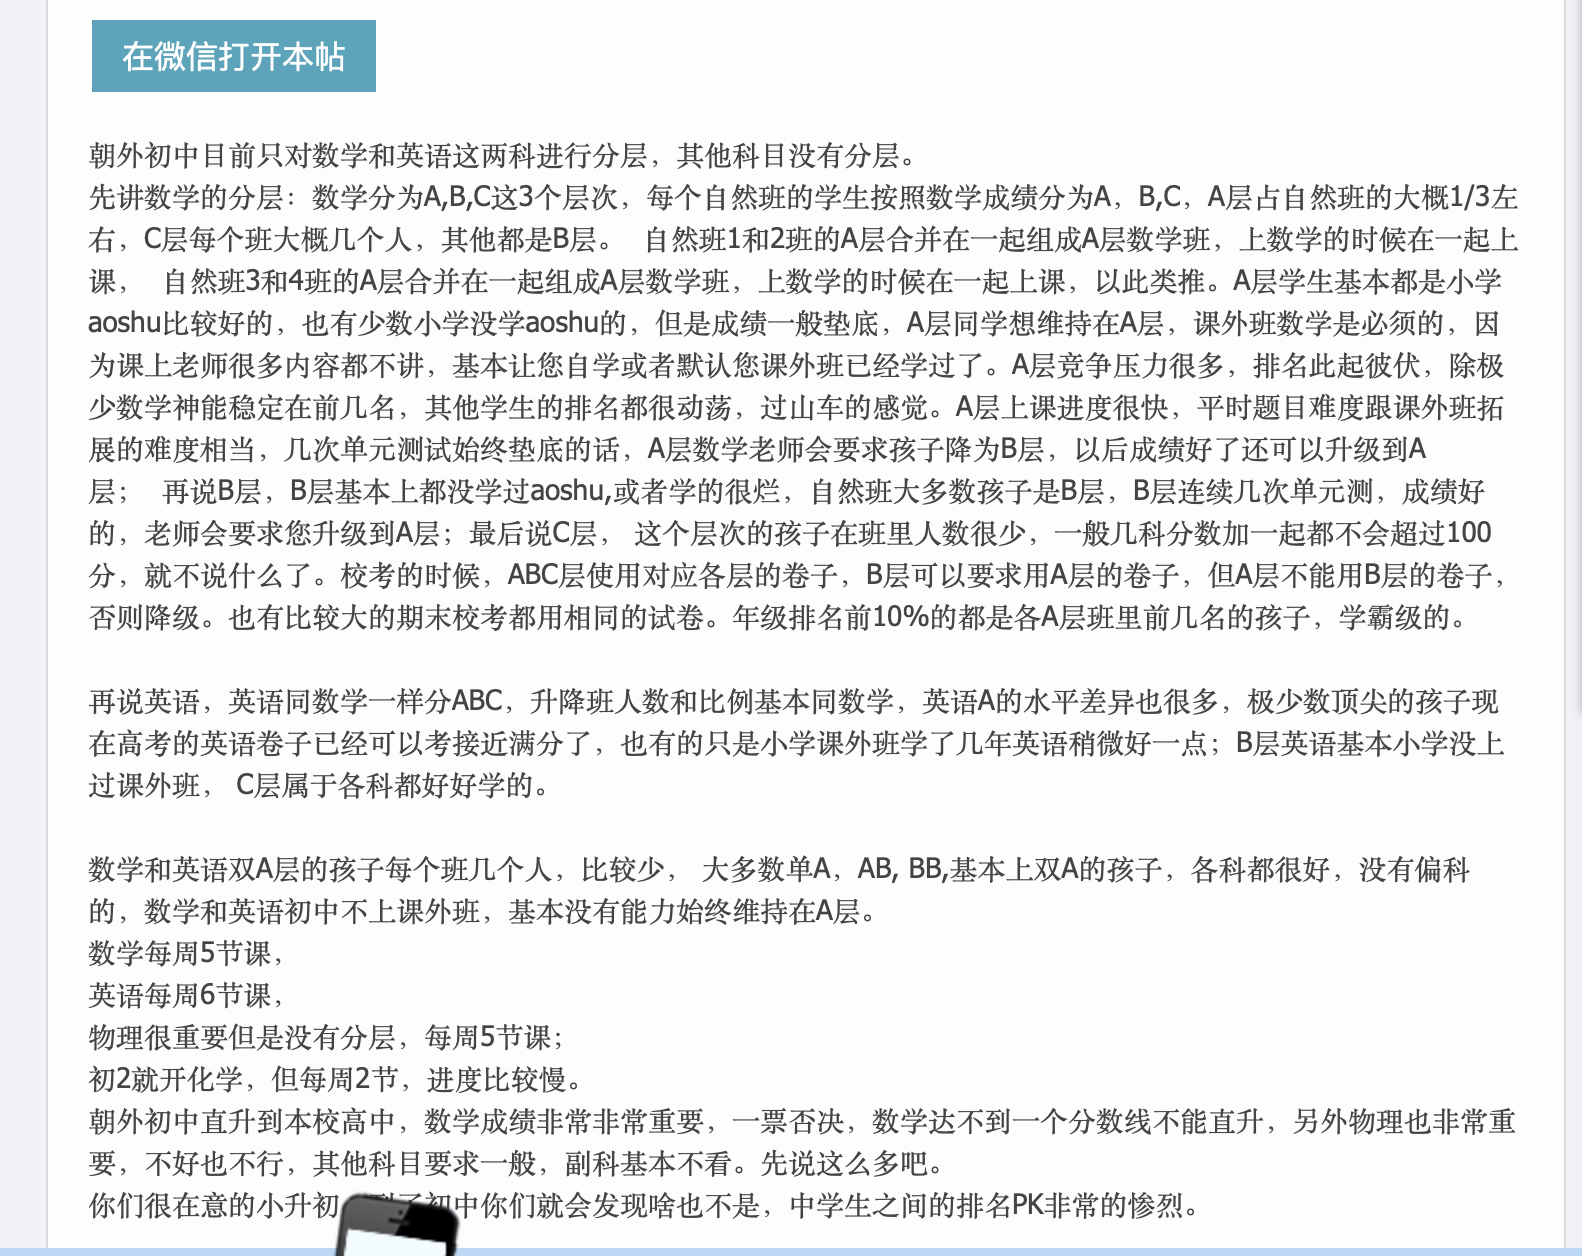 在微信打开本帖
朝外初中目前只对数学和英语这两科进行分层，其他科目没有分层。
先讲数学的分层：数学分为A,B,C这3个层次，每个自然班的学生按照数学成绩分为A，B,C，A层占自然班的大概1/3左
右，C层每个班大概几个人，其他都是B层。 自然班1和2班的A层合并在一起组成A层数学班，上数学的时候在一起上
课， 自然班3和4班的A层合并在一起组成A层数学班，上数学的时候在一起上课，以此类推。A层学生基本都是小学
aoshu比较好的，也有少数小学没学aoshu的，但是成绩一般垫底，A层同学想维持在A层，课外班数学是必须的，因
为课上老师很多内容都不讲，基本让您自学或者默认您课外班已经学过了。A层竞争压力很多，排名此起彼伏，除极
少数学神能稳定在前几名，其他学生的排名都很动荡，过山车的感觉。A层上课进度很快，平时题目难度跟课外班拓
展的难度相当，几次单元测试始终垫底的话，A层数学老师会要求孩子降为B层，以后成绩好了还可以升级到A
层； 再说B层，B层基本上都没学过aoshu,或者学的很烂，自然班大多数孩子是B层，B层连续几次单元测，成绩好
的，老师会要求您升级到A层；最后说C层， 这个层次的孩子在班里人数很少，一般几科分数加一起都不会超过100
分，就不说什么了。校考的时候，ABC层使用对应各层的卷子，B层可以要求用A层的卷子，但A层不能用B层的卷子，
否则降级。也有比较大的期末校考都用相同的试卷。年级排名前10%的都是各A层班里前几名的孩子，学霸级的。
再说英语，英语同数学一样分ABC，升降班人数和比例基本同数学，英语A的水平差异也很多，极少数顶尖的孩子现
在高考的英语卷子已经可以考接近满分了，也有的只是小学课外班学了几年英语稍微好一点；B层英语基本小学没上
过课外班， C层属于各科都好好学的。
数学和英语双A层的孩子每个班几个人，比较少， 大多数单A，AB, BB,基本上双A的孩子，各科都很好，没有偏科
的，数学和英语初中不上课外班，基本没有能力始终维持在A层。
数学每周5节课，
英语每周6节课，
物理很重要但是没有分层，每周5节课；
初2就开化学，但每周2节，进度比较慢。
朝外初中直升到本校高中，数学成绩非常非常重要，一票否决，数学达不到一个分数线不能直升，另外物理也非常重
要，不好也不行，其他科目要求一般，副科基本不看。先说这么多吧。
你们很在意的小升初 初中你们就会发现啥也不是，中学生之间的排名PK非常的惨烈。